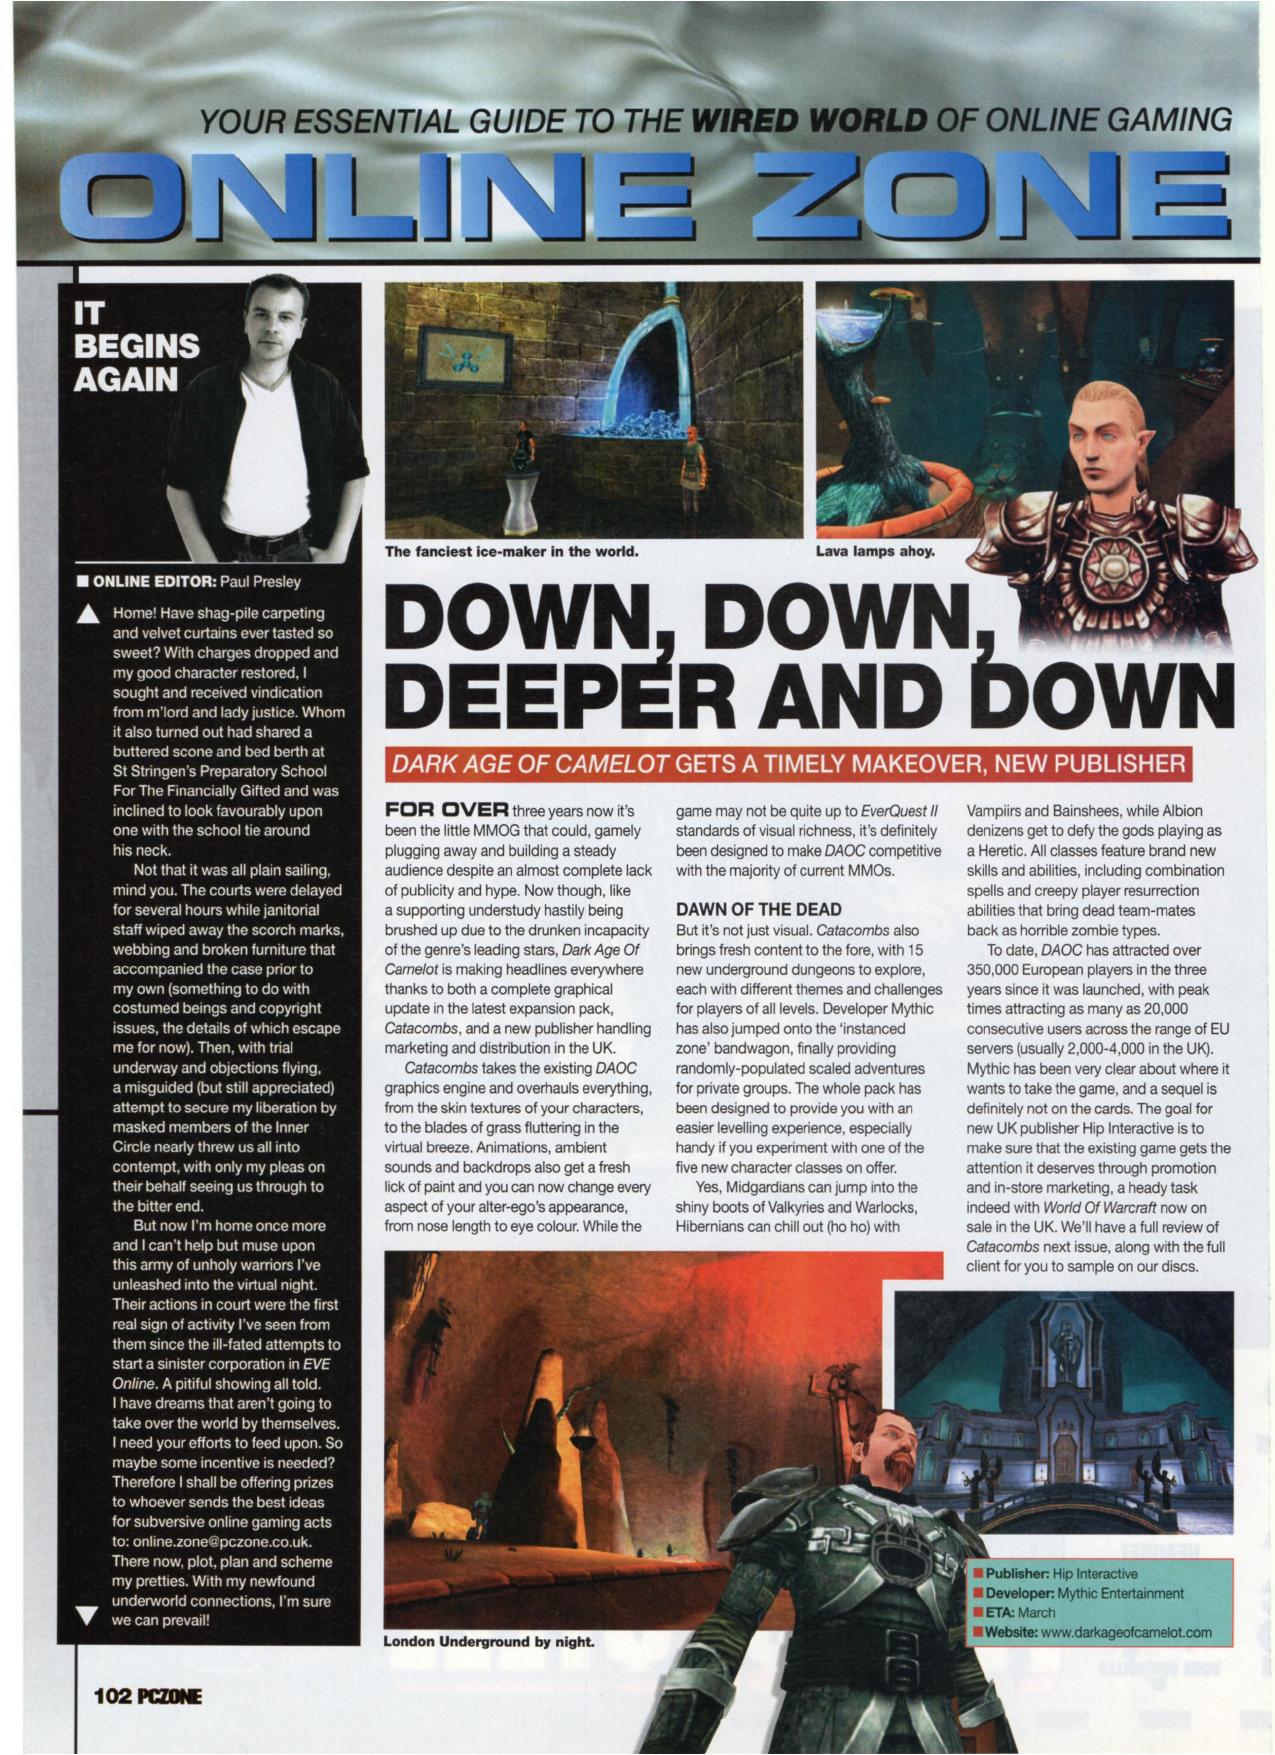 YOUR ESSENTIAL GUIDE TO THE WIRED WORLD OF ONLINE GAMING
ONLINE ZONE
IT
BEGINS
AGAIN
■ ONLINE EDITOR: Paul Presley
▲ Home! Have shag-pile carpeting
and velvet curtains ever tasted so
sweet? With charges dropped and
my good character restored, I
sought and received vindication
from m'lord and lady justice. Whom
it also turned out had shared a
buttered scone and bed berth at
St Stringen's Preparatory School
For The Financially Gifted and was
inclined to look favourably upon
one with the school tie around
his neck.
Not that it was all plain sailing,
mind you. The courts were delayed
for several hours while janitorial
staff wiped away the scorch marks,
webbing and broken furniture that
accompanied the case prior to
my own (something to do with
costumed beings and copyright
issues, the details of which escape
me for now). Then, with trial
underway and objections flying,
a misguided (but still appreciated)
attempt to secure my liberation by
masked members of the Inner
Circle nearly threw us all into
contempt, with only my pleas on
their behalf seeing us through to
the bitter end.
But now I'm home once more
and I can't help but muse upon
this army of unholy warriors I've
unleashed into the virtual night.
Their actions in court were the first
real sign of activity I've seen from
them since the ill-fated attempts to
start a sinister corporation in EVE
Online. A pitiful showing all told.
I have dreams that aren't going to
take over the world by themselves.
I need your efforts to feed upon. So
maybe some incentive is needed?
Therefore I shall be offering prizes
to whoever sends the best ideas
for subversive online gaming acts
to: online.zone@pczone.co.uk.
There now, plot, plan and scheme
my pretties. With my newfound
underworld connections, I'm sure
▼ we can prevail!
The fanciest ice-maker in the world.
Lava lamps ahoy.
DOWN, DOWN,
DEEPER AND DOWN
DARK AGE OF CAMELOT GETS A TIMELY MAKEOVER, NEW PUBLISHER
FOR OVER three years now it's
been the little MMOG that could, gamely
plugging away and building a steady
audience despite an almost complete lack
of publicity and hype. Now though, like
a supporting understudy hastily being
brushed up due to the drunken incapacity
of the genre's leading stars, Dark Age Of
Camelot is making headlines everywhere
thanks to both a complete graphical
update in the latest expansion pack,
Catacombs, and a new publisher handling
marketing and distribution in the UK.
Catacombs takes the existing DAOC
graphics engine and overhauls everything,
from the skin textures of your characters,
to the blades of grass fluttering in the
virtual breeze. Animations, ambient
sounds and backdrops also get a fresh
lick of paint and you can now change every
aspect of your alter-ego's appearance,
from nose length to eye colour. While the
game may not be quite up to EverQuest II
standards of visual richness, it's definitely
been designed to make DAOC competitive
with the majority of current MMOs.
DAWN OF THE DEAD
But it's not just visual. Catacombs also
brings fresh content to the fore, with 15
new underground dungeons to explore,
each with different themes and challenges
for players of all levels. Developer Mythic
has also jumped onto the 'instanced
zone' bandwagon, finally providing
randomly-populated scaled adventures
for private groups. The whole pack has
been designed to provide you with an
easier levelling experience, especially
handy if you experiment with one of the
five new character classes on offer.
Yes, Midgardians can jump into the
shiny boots of Valkyries and Warlocks,
Hibernians can chill out (ho ho) with
Vampiirs and Bainshees, while Albion
denizens get to defy the gods playing as
a Heretic. All classes feature brand new
skills and abilities, including combination
spells and creepy player resurrection
abilities that bring dead team-mates
back as horrible zombie types.
To date, DAOC has attracted over
350,000 European players in the three
years since it was launched, with peak
times attracting as many as 20,000
consecutive users across the range of EU
servers (usually 2,000-4,000 in the UK).
Mythic has been very clear about where it
wants to take the game, and a sequel is
definitely not on the cards. The goal for
new UK publisher Hip Interactive is to
make sure that the existing game gets the
attention it deserves through promotion
and in-store marketing, a heady task
indeed with World Of Warcraft now on
sale in the UK. We'll have a full review of
Catacombs next issue, along with the full
client for you to sample on our discs.
London Underground by night.
■ Publisher: Hip Interactive
■ Developer: Mythic Entertainment
■ ETA: March
■ Website: www.darkageofcamelot.com
102 PCZONE